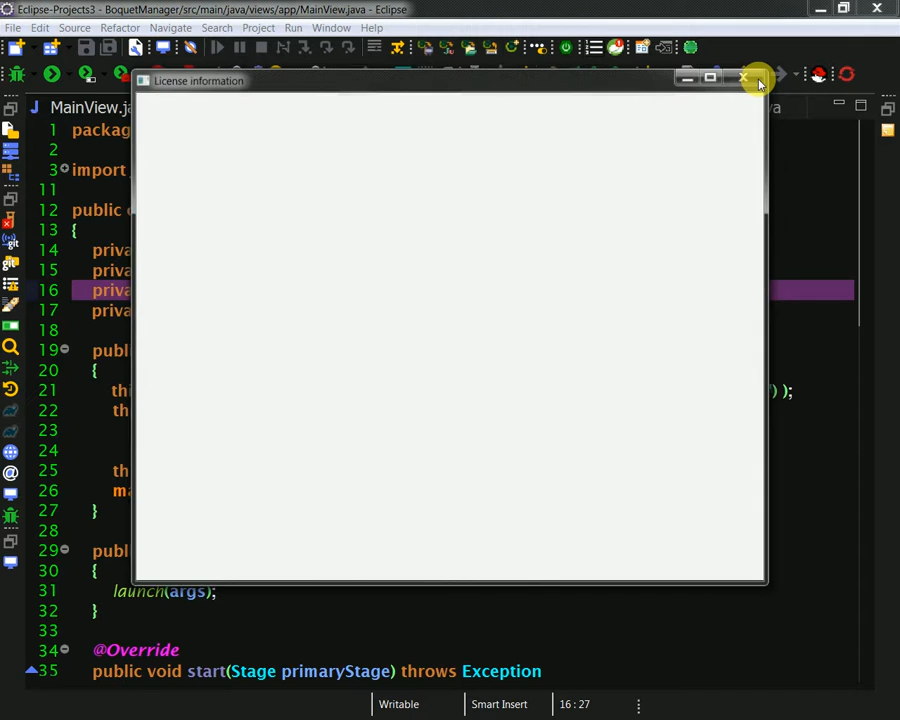 Eclipse-Projects3 - BoquetManager/src/main/java/views/app/MainView.java - Eclipse
File Edit Source Refactor Navigate Search Project Run Window Help
License information
MainView.ja
va
1 packag
2
3 import
11
12 public
13 {
14 priva
15 priva
16 priva
17 priva
18
19 publ
20 {
21 thi ) );
22 th
23
24
25 th
26 ma
27 }
28
29 publ
30 {
31 launch(args);
32 }
33
34 @Override
35 public void start(Stage primaryStage) throws Exception
Writable Smart Insert 16 : 27